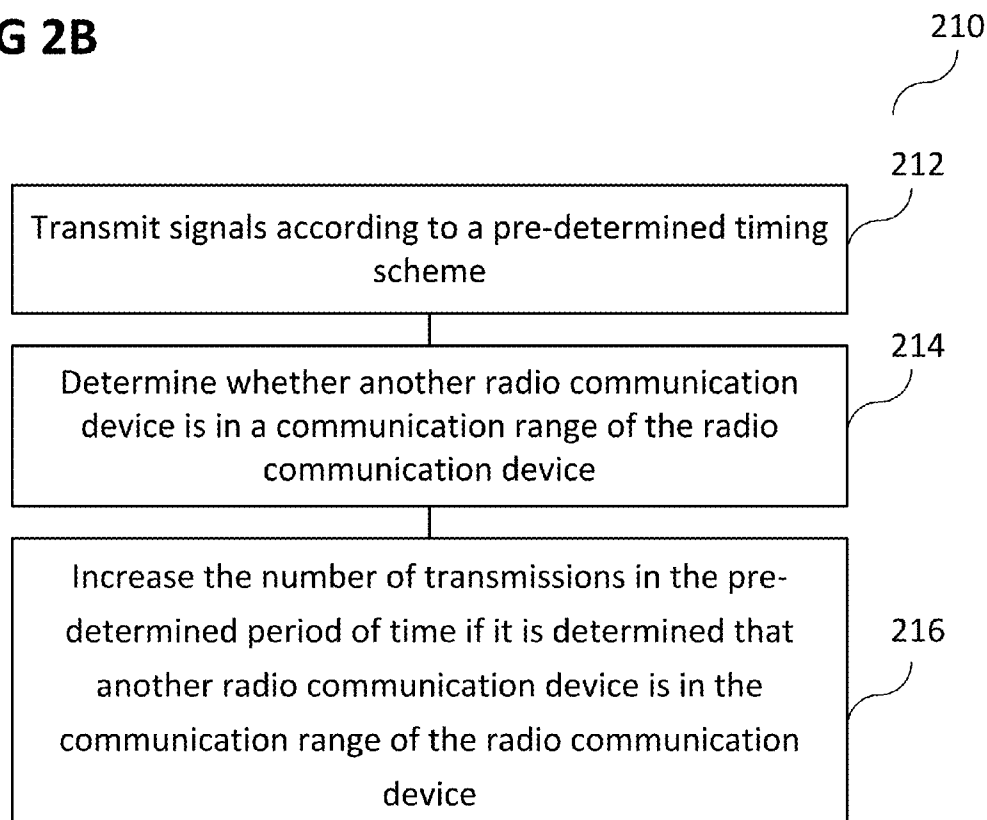 G 2B
210
212
Transmit signals according to a pre-determined timing
scheme
214
Determine whether another radio communication
device is in a communication range of the radio
communication device
Increase the number of transmissions in the pre-
determined period of time if it is determined that
another radio communication device is in the
communication range of the radio communication
device
216